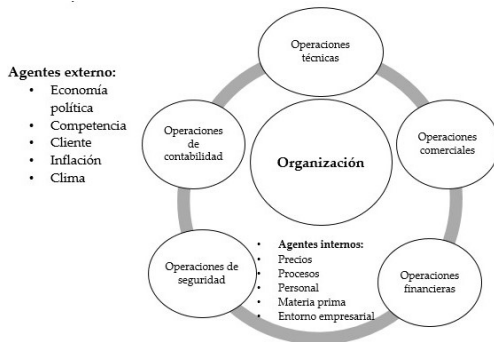 Operaciones
técnicas
Agentes externo:
• Economía
política
• Competencia
• Cliente
• Inflación
• Clima
Operaciones
de
contabilidad
Organización
Operaciones
comerciales
Operaciones de
seguridad
• Agentes internos:
• Precios
• Procesos
• Personal
• Materia prima
• Entorno empresarial
Operaciones
financieras